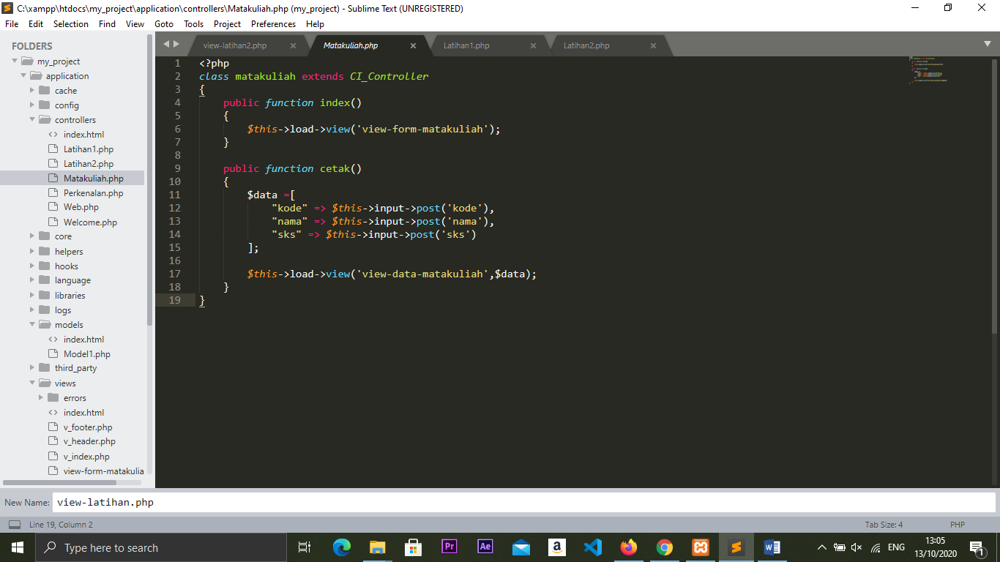 C:\xampp\htdocs\my_project\application\controllers\Matakuliah.php (my_project) - Sublime Text (UNREGISTERED)
File Edit Selection Find View Goto Tools Project Preferences Help
FOLDERS
my_project
application
cache
config
controllers
index.html
Latihan1.php
Latihan2.php
Matakuliah.php
Perkenalan.php
Web.php
Welcome.php
core
helpers
hooks
language
libraries
logs
models
index.html
Model1.php
third_party
views
errors
index.html
v_footer.php
v_header.php
v_index.php
view-form-matakulia
view-latihan2.php Matakuliah.php Latihan1.php Latihan2.php
1 <?php
2 class matakuliah extends CI_Controller
3 {
4 public function index()
5 {
6 $this->load->view('view-form-matakuliah');
7 }
8
9 public function cetak()
10 {
11 $data =[
12 "kode" => $this->input->post('kode'),
13 "nama" => $this->input->post('nama'),
14 "sks" => $this->input->post('sks')
15 ];
16
17 $this->load->view('view-data-matakuliah',$data);
18 }
19 }
New Name: view-latihan.php
Line 19, Column 2 Tab Size: 4 PHP
Type here to search Pr Ae a W ENG 13:05
13/10/2020 1